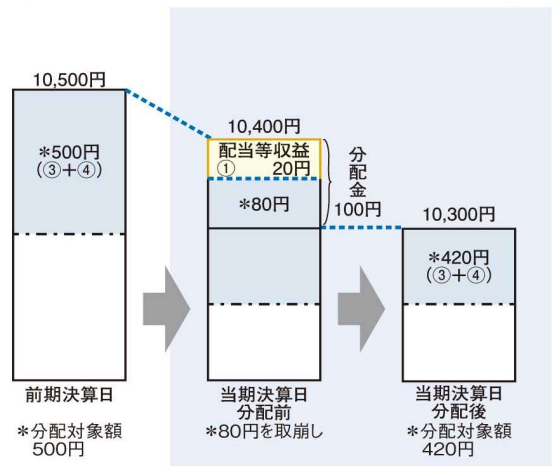 10,500円
*500円
(③+④)
前期決算日
*分配対象額
500円
10,400円
配当等収益
① 20円
*80円
分配金
100円
当期決算日
分配前
*80円を取崩し
10,300円
*420円
(③+④)
当期決算日
分配後
*分配対象額
420円